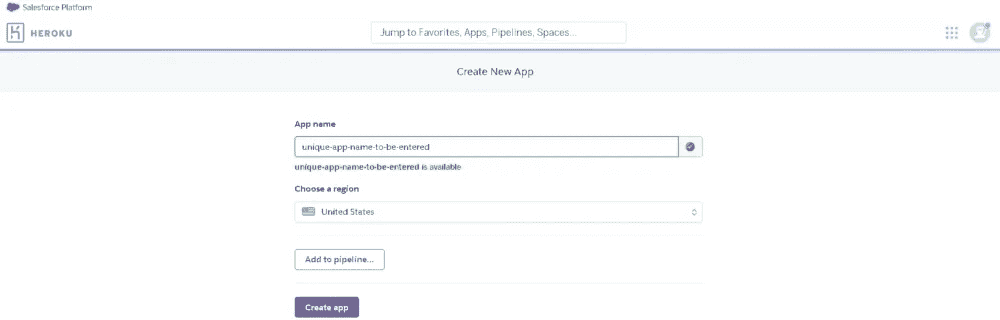 Salesforce Platform
HEROKU
Jump to Favorites, Apps, Pipelines, Spaces...
Create New App
App name
unique-app-name-to-be-entered
unique-app-name-to-be-entered is available
Choose a region
United States
Add to pipeline...
Create app